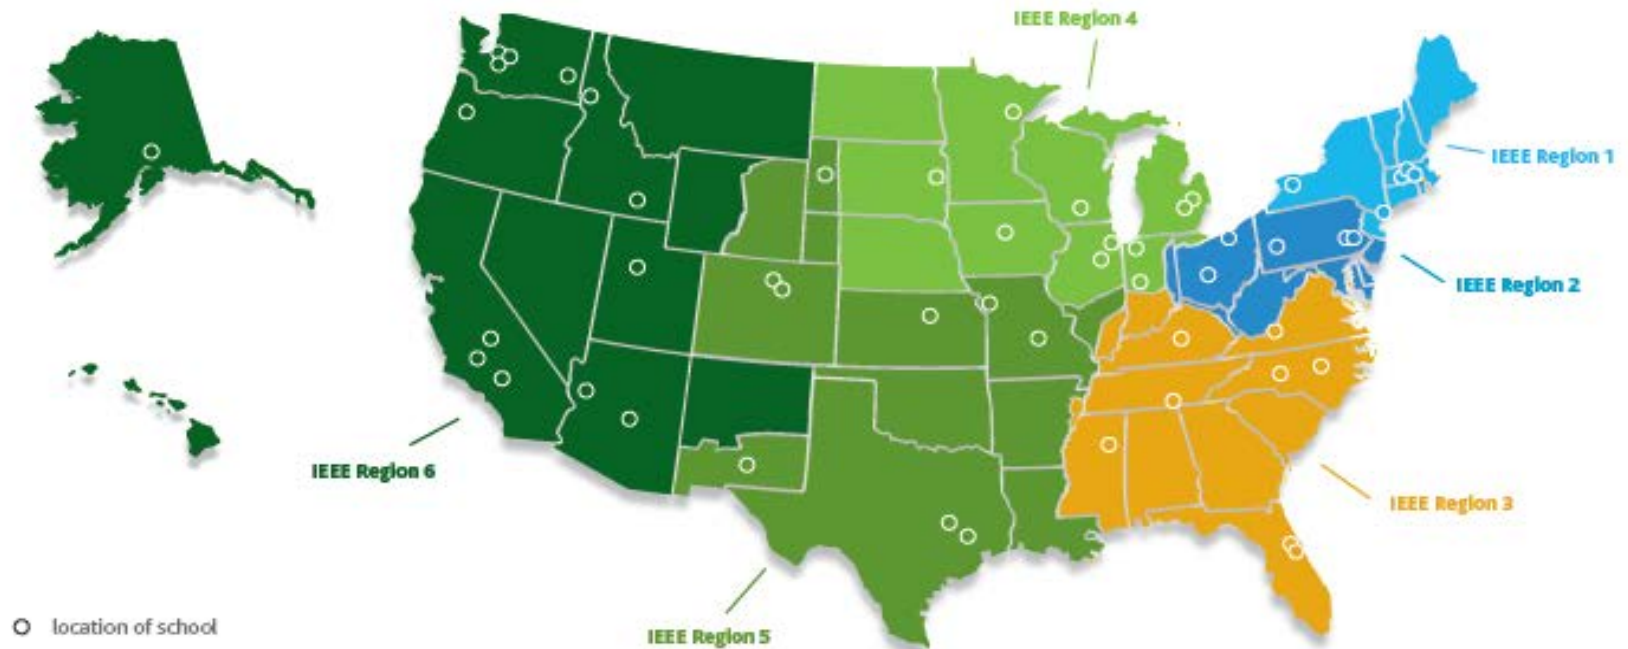 IEEE Region 4
IEEE Region 1
IEEE Region 2
IEEE Region 6
IEEE Region 3
IEEE Region 5
location of school